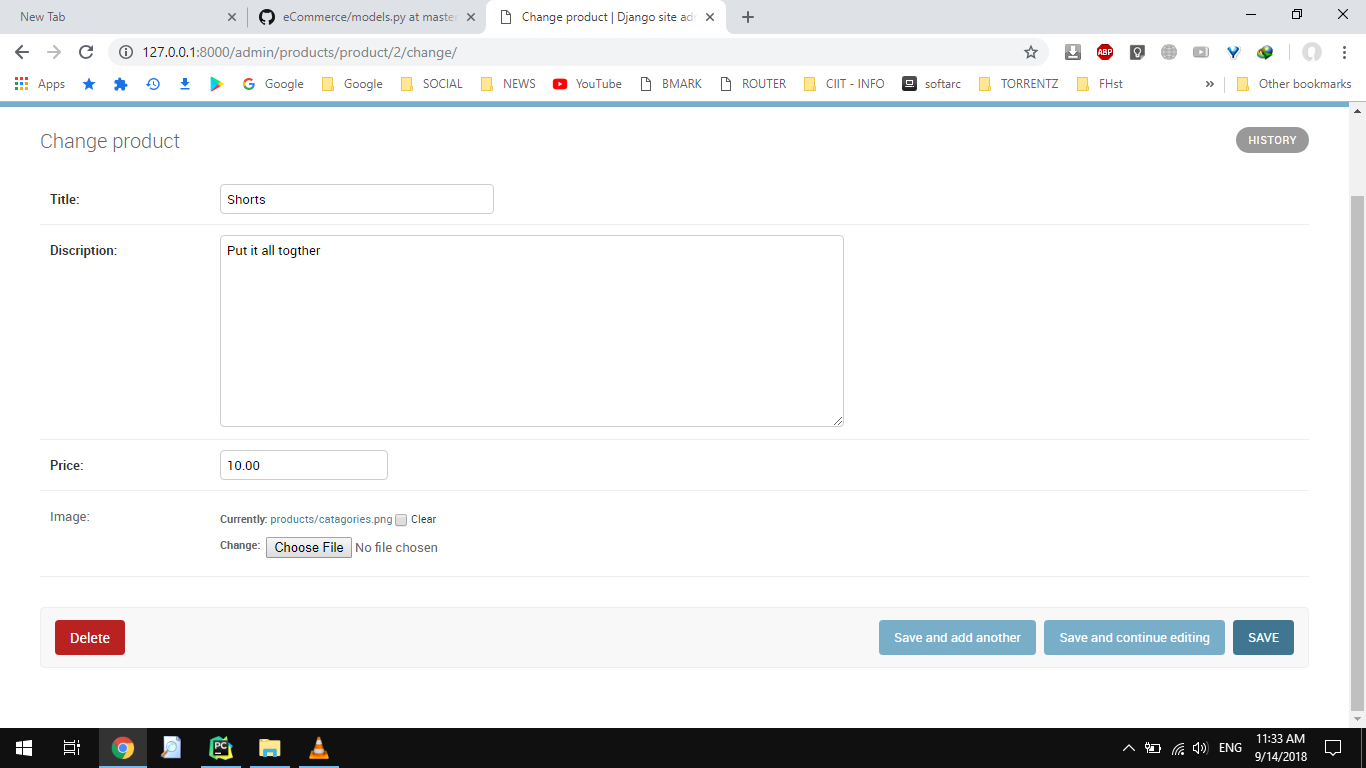 New Tab
eCommerce/models.py at master
Change product | Django site ad
127.0.0.1:8000/admin/products/product/2/change/
ABP
Apps
Google
Google
SOCIAL
NEWS
YouTube
BMARK
ROUTER
CIIT - INFO
softarc
TORRENTZ
FHst
»
Other bookmarks
Change product
HISTORY
Title:
Shorts
Discription:
Put it all togther
Price:
10.00
Image:
Currently: products/catagories.png Clear
Change: Choose File No file chosen
Delete
Save and add another
Save and continue editing
SAVE
PC
ENG
11:33 AM
9/14/2018